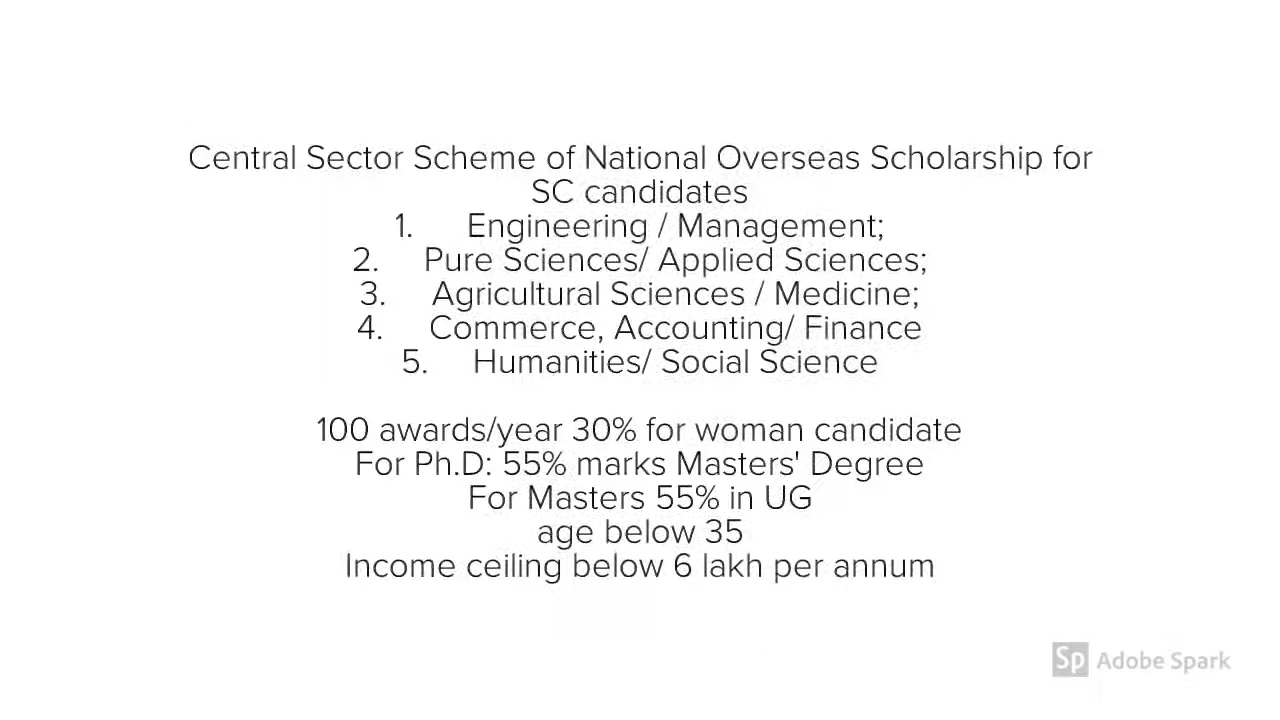 Central Sector Scheme of National Overseas Scholarship for
SC candidates
1. Engineering / Management;
2. Pure Sciences/ Applied Sciences;
3. Agricultural Sciences / Medicine;
4. Commerce, Accounting/ Finance
5. Humanities/ Social Science
100 awards/year 30% for woman candidate
For Ph.D: 55% marks Masters' Degree
For Masters 55% in UG
age below 35
Income ceiling below 6 lakh per annum
Sp Adobe Spark